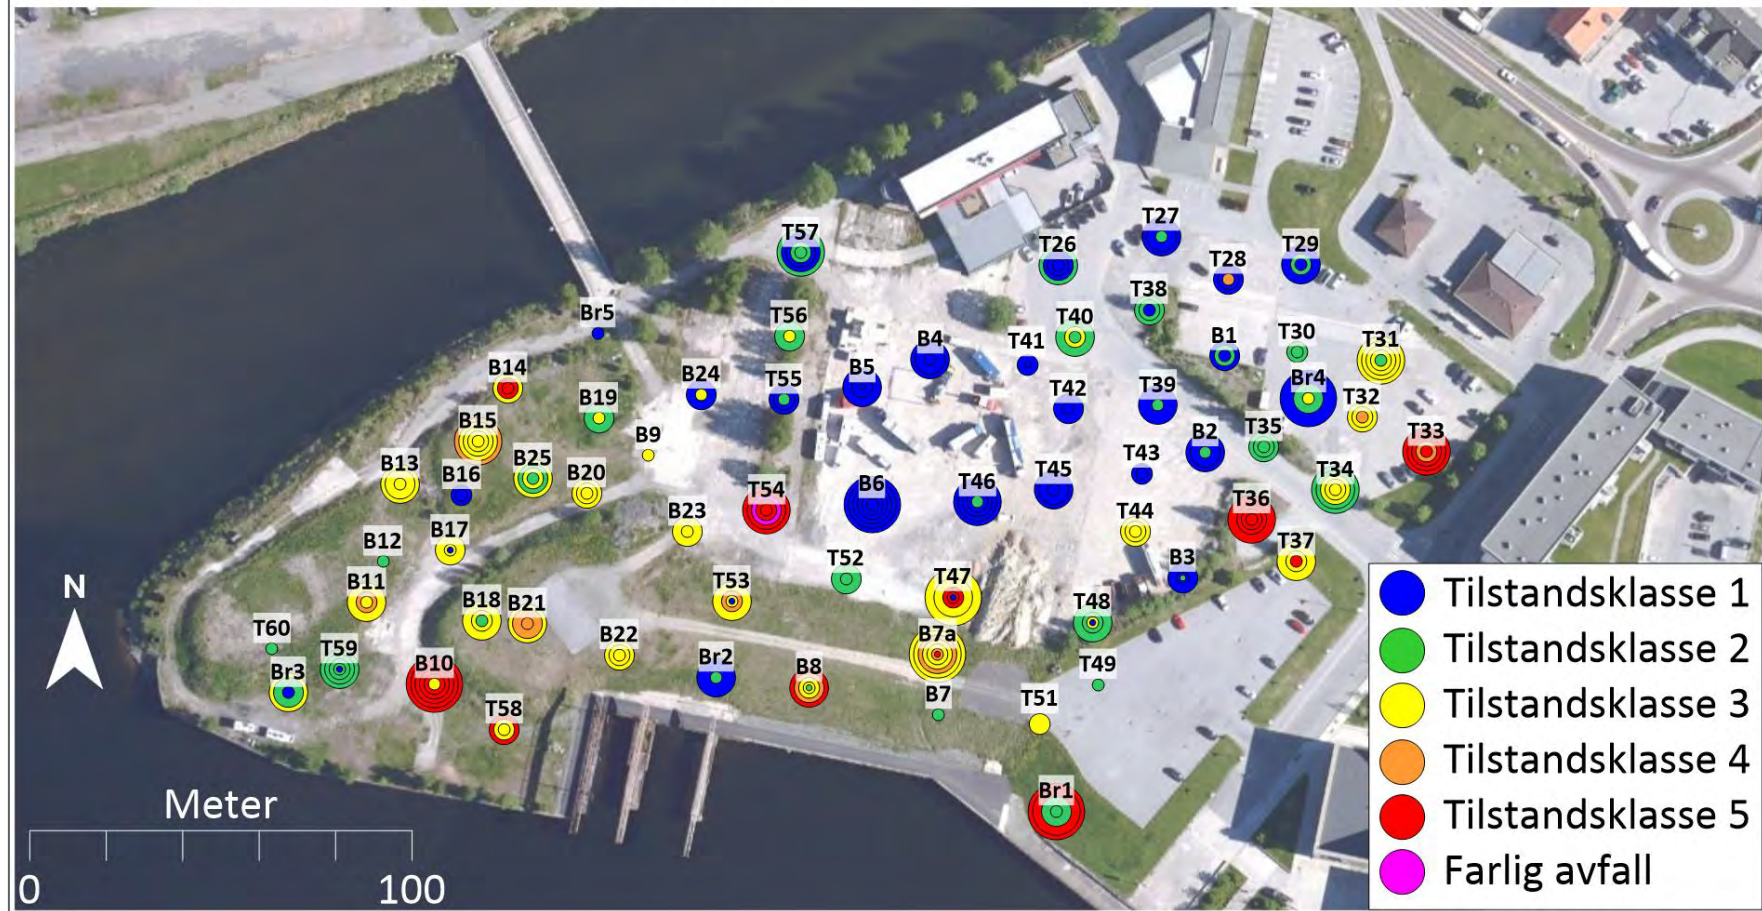 T27
T57
T26
T28
T29
T38
Br5
T56
T40
B4
T41
B1
T30
T31
B14
B24
T55
B5
T42
T39
Br4
T32
B15
B19
B9
B2
T35
T33
B13
B16
B25
B20
T54
B6
T46
T45
T43
T34
B23
T44
T36
B17
B12
T37
B11
T52
B3
N
B18
B21
T53
T47
T48
T60
T59
B22
B7a
Br3
B10
Br2
B8
T49
B7
T51
T58
Br1
Meter
0
100
Tilstandsklasse 1
Tilstandsklasse 2
Tilstandsklasse 3
Tilstandsklasse 4
Tilstandsklasse 5
Farlig avfall